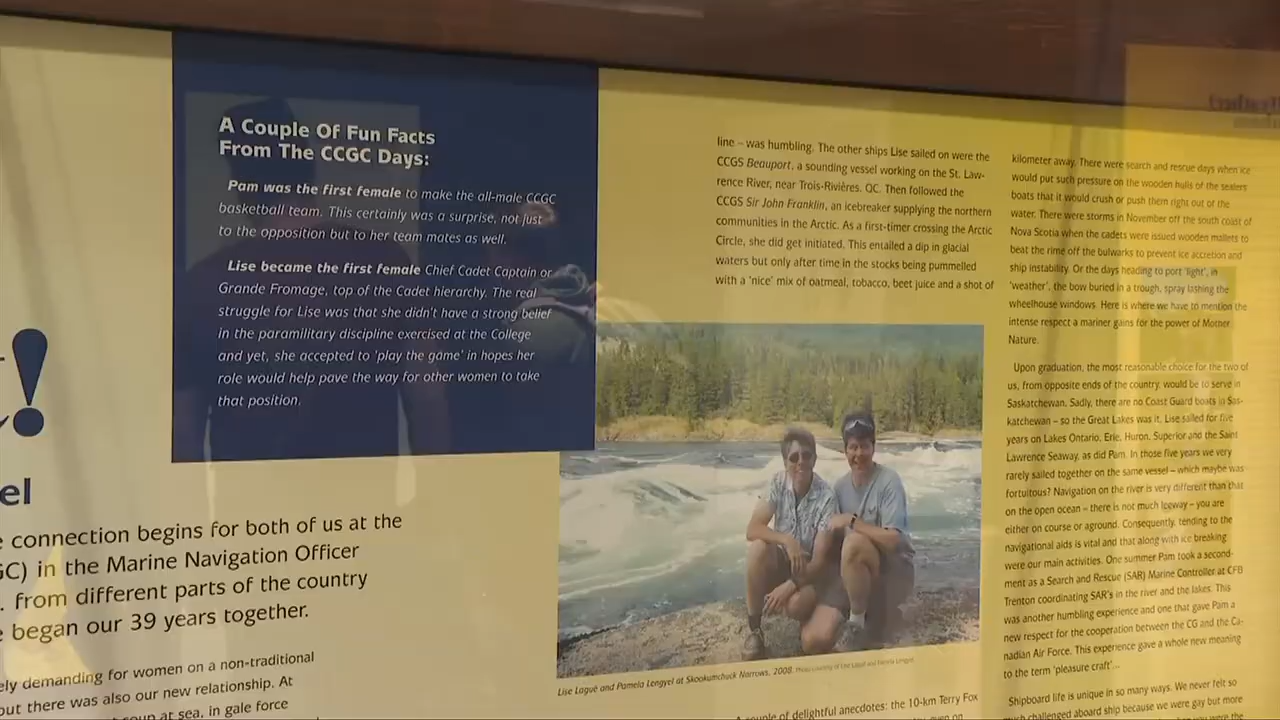 A Couple Of Fun Facts
From The CCGC Days:
Pam was the first female to make the all-male CCGC
basketball team. This certainly was a surprise, not just
to the opposition but to her team mates as well.
Lise became the first female Chief Cadet Captain or
Grande Fromage, top of the Cadet hierarchy. The real
struggle for Lise was that she didn't have a strong belief
in the paramilitary discipline exercised at the College
and yet, she accepted to 'play the game' in hopes her
role would help pave the way for other women to take
that position.
!
el
connection begins for both of us at the
GC) in the Marine Navigation Officer
. from different parts of the country
began our 39 years together.
ely demanding for women on a non-traditional
but there was also our new relationship. At
at sea, in gale force
line – was humbling. The other ships Lise sailed on were the
CCGS Beauport, a sounding vessel working on the St. Law-
rence River, near Trois-Rivières, QC. Then followed the
CCGS Sir John Franklin, an icebreaker supplying the northern
communities in the Arctic. As a first-timer crossing the Arctic
Circle, she did get initiated. This entailed a dip in glacial
waters but only after time in the stocks being pummelled
with a 'nice' mix of oatmeal, tobacco, beet juice and a shot of
Lise Laguë and Pamela Lengyel at Skookumchuck Narrows, 2008. Photo courtesy of Lise Laguë and Pamela Lengyel
couple of delightful anecdotes: the 10-km Terry Fox
kilometer away. There were search and rescue days when ice
would put such pressure on the wooden hulls of the sealers
boats that it would crush or push them right out of the
water. There were storms in November off the south coast of
Nova Scotia when the cadets were issued wooden mallets to
beat the rime off the bulwarks to prevent ice accretion and
ship instability. Or the days heading to port 'light', in
'weather', the bow buried in a trough, spray lashing the
wheelhouse windows. Here is where we have to mention the
intense respect a mariner gains for the power of Mother
Nature.
Upon graduation, the most reasonable choice for the two of
us, from opposite ends of the country, would be to serve in
Saskatchewan. Sadly, there are no Coast Guard boats in Sas-
katchewan – so the Great Lakes was it. Lise sailed for five
years on Lakes Ontario, Erie, Huron, Superior and the Saint
Lawrence Seaway, as did Pam. In those five years we very
rarely sailed together on the same vessel – which maybe was
fortuitous? Navigation on the river is very different than that
on the open ocean – there is not much leeway – you are
either on course or aground. Consequently, tending to the
navigational aids is vital and that along with ice breaking
were our main activities. One summer Pam took a second-
ment as a Search and Rescue (SAR) Marine Controller at CFB
Trenton coordinating SAR's in the river and the lakes. This
was another humbling experience and one that gave Pam a
new respect for the cooperation between the CG and the Ca-
nadian Air Force. This experience gave a whole new meaning
to the term 'pleasure craft'...
Shipboard life is unique in so many ways. We never felt so
much challenged aboard ship because we were gay but more